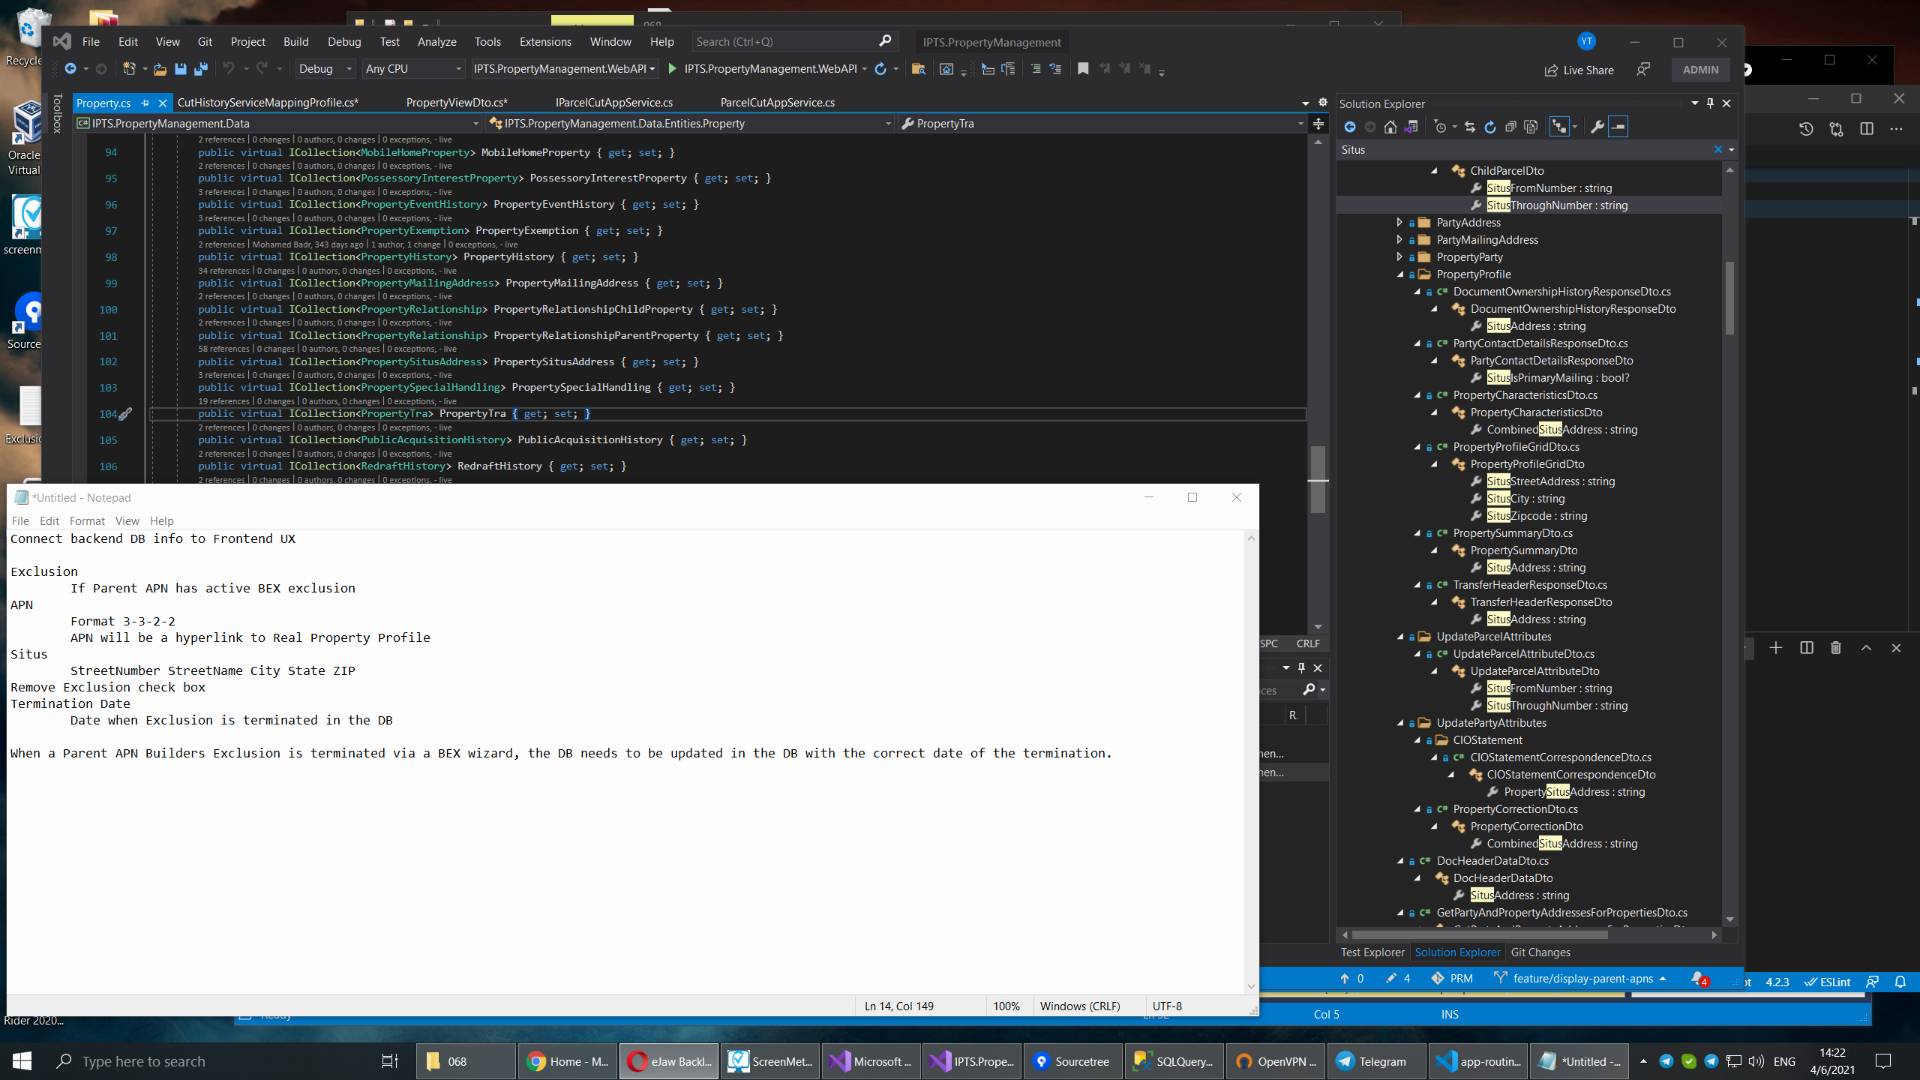 Recycle
Oracle
Virtual
screenm
Source
Exclusic
Rider 2020...
068
File Edit View Git Project Build Debug Test Analyze Tools Extensions Window Help Search (Ctrl+Q) IPTS.PropertyManagement YT
Debug Any CPU IPTS.PropertyManagement.WebAPI IPTS.PropertyManagement.WebAPI Live Share ADMIN
Toolbox
Property.cs CutHistoryServiceMappingProfile.cs* PropertyViewDto.cs* IParcelCutAppService.cs ParcelCutAppService.cs
IPTS.PropertyManagement.Data IPTS.PropertyManagement.Data.Entities.Property PropertyTra
2 references | 0 changes | 0 authors, 0 changes | 0 exceptions, - live
94 public virtual ICollection<MobileHomeProperty> MobileHomeProperty { get; set; }
2 references | 0 changes | 0 authors, 0 changes | 0 exceptions, - live
95 public virtual ICollection<PossessoryInterestProperty> PossessoryInterestProperty { get; set; }
3 references | 0 changes | 0 authors, 0 changes | 0 exceptions, - live
96 public virtual ICollection<PropertyEventHistory> PropertyEventHistory { get; set; }
3 references | 0 changes | 0 authors, 0 changes | 0 exceptions, - live
97 public virtual ICollection<PropertyExemption> PropertyExemption { get; set; }
2 references | Mohamed Badr, 343 days ago | 1 author, 1 change | 0 exceptions, - live
98 public virtual ICollection<PropertyHistory> PropertyHistory { get; set; }
34 references | 0 changes | 0 authors, 0 changes | 0 exceptions, - live
99 public virtual ICollection<PropertyMailingAddress> PropertyMailingAddress { get; set; }
2 references | 0 changes | 0 authors, 0 changes | 0 exceptions, - live
100 public virtual ICollection<PropertyRelationship> PropertyRelationshipChildProperty { get; set; }
2 references | 0 changes | 0 authors, 0 changes | 0 exceptions, - live
101 public virtual ICollection<PropertyRelationship> PropertyRelationshipParentProperty { get; set; }
58 references | 0 changes | 0 authors, 0 changes | 0 exceptions, - live
102 public virtual ICollection<PropertySitusAddress> PropertySitusAddress { get; set; }
3 references | 0 changes | 0 authors, 0 changes | 0 exceptions, - live
103 public virtual ICollection<PropertySpecialHandling> PropertySpecialHandling { get; set; }
19 references | 0 changes | 0 authors, 0 changes | 0 exceptions, - live
104 public virtual ICollection<PropertyTra> PropertyTra { get; set; }
2 references | 0 changes | 0 authors, 0 changes | 0 exceptions, - live
105 public virtual ICollection<PublicAcquisitionHistory> PublicAcquisitionHistory { get; set; }
2 references | 0 changes | 0 authors, 0 changes | 0 exceptions, - live
106 public virtual ICollection<RedraftHistory> RedraftHistory { get; set; }
2 references | 0 changes | 0 authors, 0 changes | 0 exceptions, - live
*Untitled - Notepad
File Edit Format View Help
Connect backend DB info to Frontend UX
Exclusion
If Parent APN has active BEX exclusion
APN
Format 3-3-2-2
APN will be a hyperlink to Real Property Profile
Situs
StreetNumber StreetName City State ZIP
Remove Exclusion check box
Termination Date
Date when Exclusion is terminated in the DB
When a Parent APN Builders Exclusion is terminated via a BEX wizard, the DB needs to be updated in the DB with the correct date of the termination.
Ln 14, Col 149 100% Windows (CRLF) UTF-8
SPC CRLF
R
Solution Explorer
Situs
ChildParcelDto
SitusFromNumber : string
SitusThroughNumber : string
PartyAddress
PartyMailingAddress
PropertyParty
PropertyProfile
DocumentOwnershipHistoryResponseDto.cs
DocumentOwnershipHistoryResponseDto
SitusAddress : string
PartyContactDetailsResponseDto.cs
PartyContactDetailsResponseDto
SitusIsPrimaryMailing : bool?
PropertyCharacteristicsDto.cs
PropertyCharacteristicsDto
CombinedSitusAddress : string
PropertyProfileGridDto.cs
PropertyProfileGridDto
SitusStreetAddress : string
SitusCity : string
SitusZipcode : string
PropertySummaryDto.cs
PropertySummaryDto
SitusAddress : string
TransferHeaderResponseDto.cs
TransferHeaderResponseDto
SitusAddress : string
UpdateParcelAttributes
UpdateParcelAttributeDto.cs
UpdateParcelAttributeDto
SitusFromNumber : string
SitusThroughNumber : string
UpdatePartyAttributes
CIOStatement
CIOStatementCorrespondenceDto.cs
CIOStatementCorrespondenceDto
PropertySitusAddress : string
PropertyCorrectionDto.cs
PropertyCorrectionDto
CombinedSitusAddress : string
DocHeaderDataDto.cs
DocHeaderDataDto
SitusAddress : string
GetPartyAndPropertyAddressesForPropertiesDto.cs
Test Explorer Solution Explorer Git Changes
0 4 PRM feature/display-parent-apns 4
4.2.3 ESLint
Ready Col 5 INS
Type here to search 068 Home - M... eJaw Backl... ScreenMet... Microsoft ... IPTS.Prope... Sourcetree SQLQuery... OpenVPN ... Telegram app-routin... *Untitled -... ENG 14:22
4/6/2021